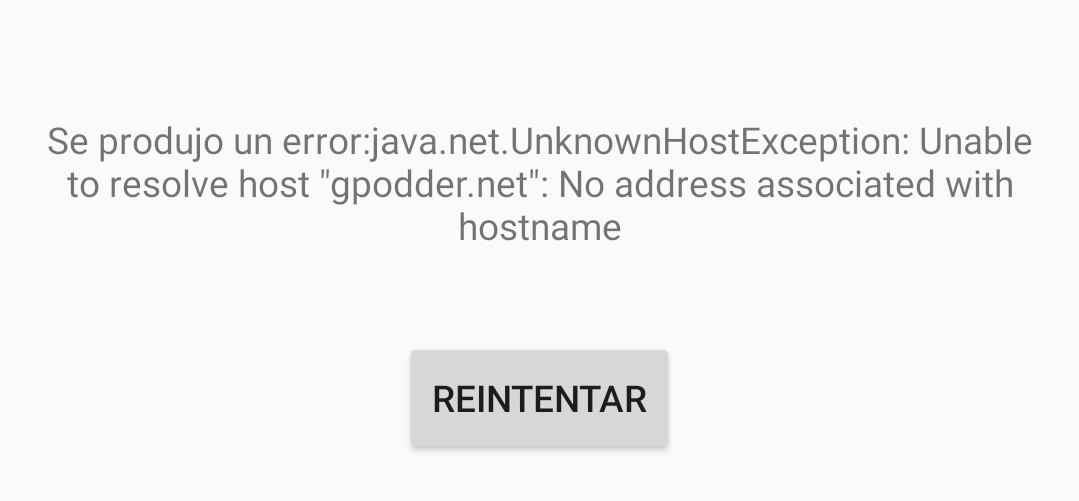 Se produjo un error:java.net.UnknownHostException: Unable
to resolve host "gpodder.net": No address associated with
hostname
REINTENTAR